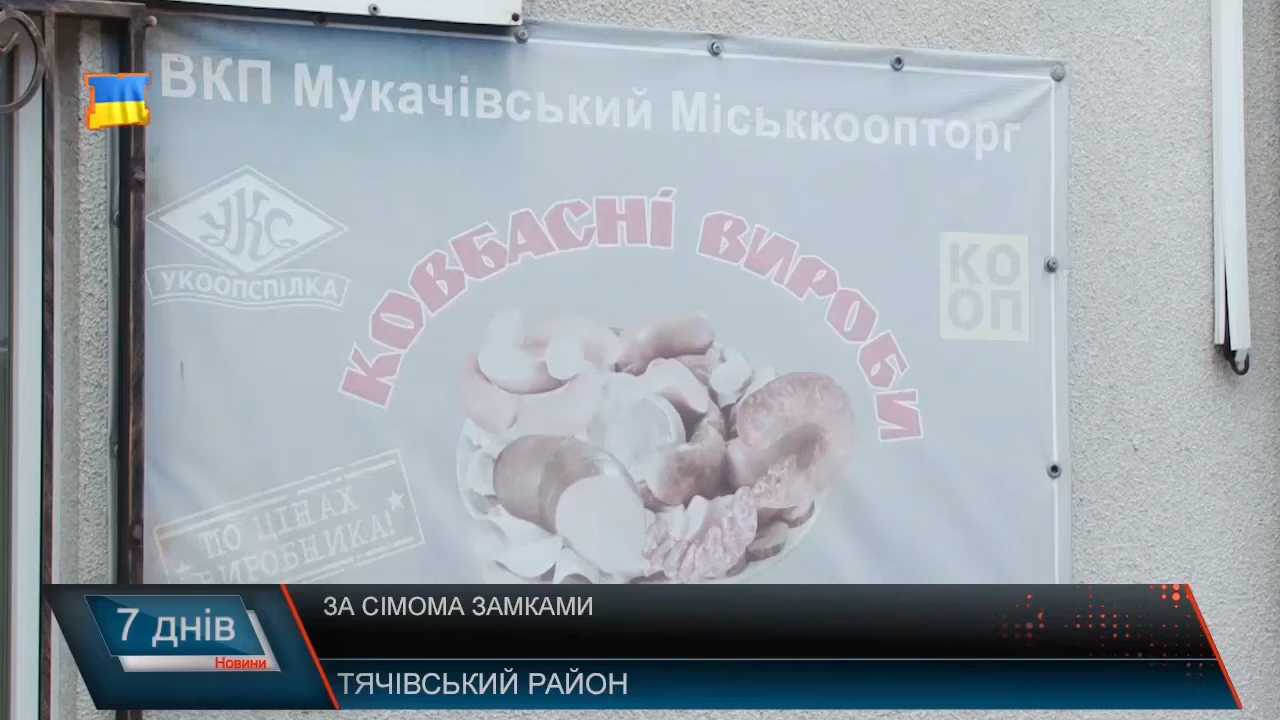 ВКП Мукачівський Міськкоопторг
УКС
УКООПСПІЛКА
КОВБАСНІ ВИРОБИ
КО
ОП
ПО ЦІНАХ
ВИРОБНИКА!
7 днів
Новини
ЗА СІМОМА ЗАМКАМИ
ТЯЧІВСЬКИЙ РАЙОН